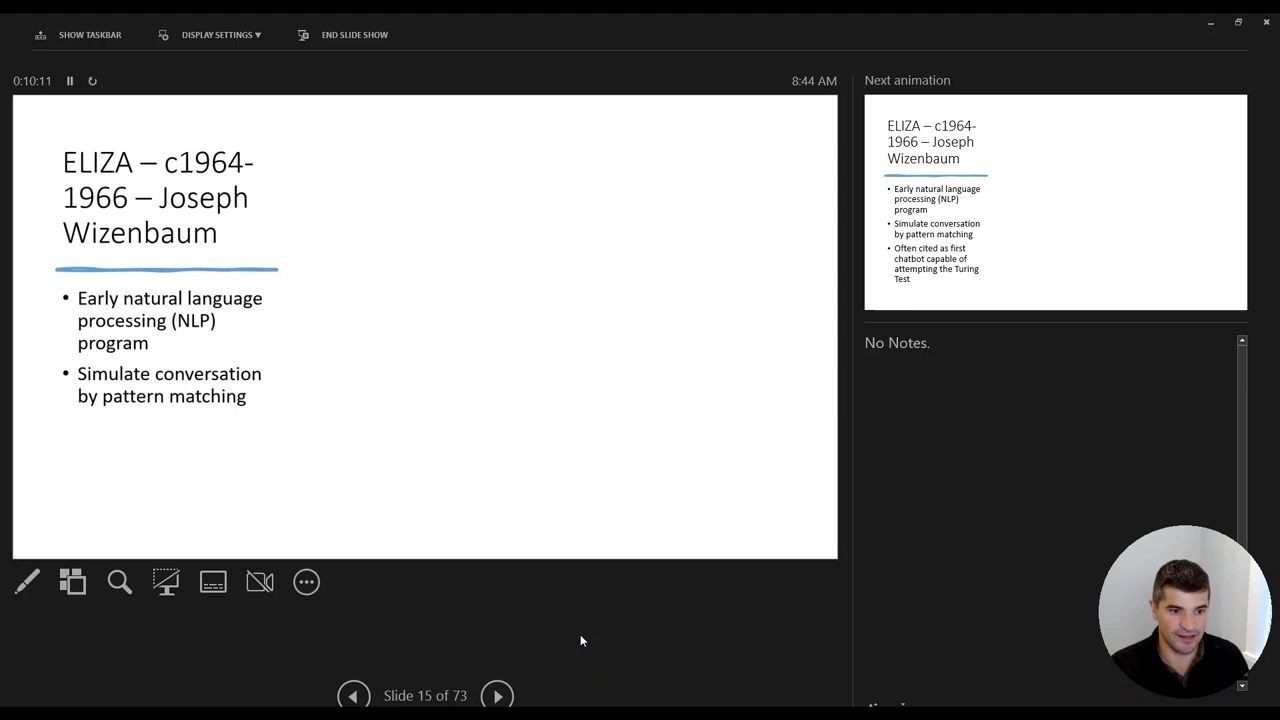 SHOW TASKBAR
DISPLAY SETTINGS ▼
END SLIDE SHOW
0:10:11
8:44 AM
ELIZA – c1964-
1966 – Joseph
Wizenbaum
• Early natural language
processing (NLP)
program
• Simulate conversation
by pattern matching
Next animation
ELIZA – c1964-
1966 – Joseph
Wizenbaum
• Early natural language
processing (NLP)
program
• Simulate conversation
by pattern matching
• Often cited as first
chatbot capable of
attempting the Turing
Test
No Notes.
Slide 15 of 73